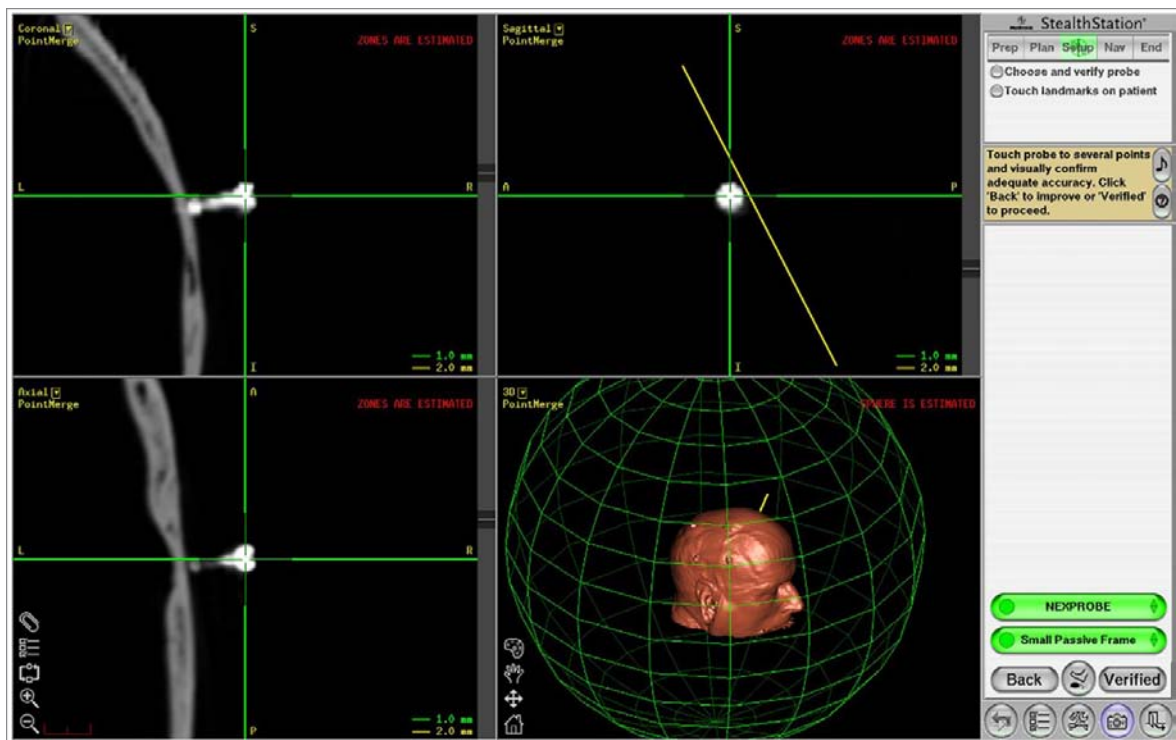 Coronal
PointMerge
ZONES ARE ESTIMATED
S
L
R
I
1.0 mm
2.0 mm
Sagittal
PointMerge
ZONES ARE ESTIMATED
S
A
P
I
1.0 mm
2.0 mm
Axial
PointMerge
ZONES ARE ESTIMATED
A
L
R
P
1.0 mm
2.0 mm
3D
PointMerge
SPHERE IS ESTIMATED
StealthStation
Prep Plan Setup Nav End
Choose and verify probe
Touch landmarks on patient
Touch probe to several points
and visually confirm
adequate accuracy. Click
'Back' to improve or 'Verified'
to proceed.
NEXPROBE
Small Passive Frame
Back Verified